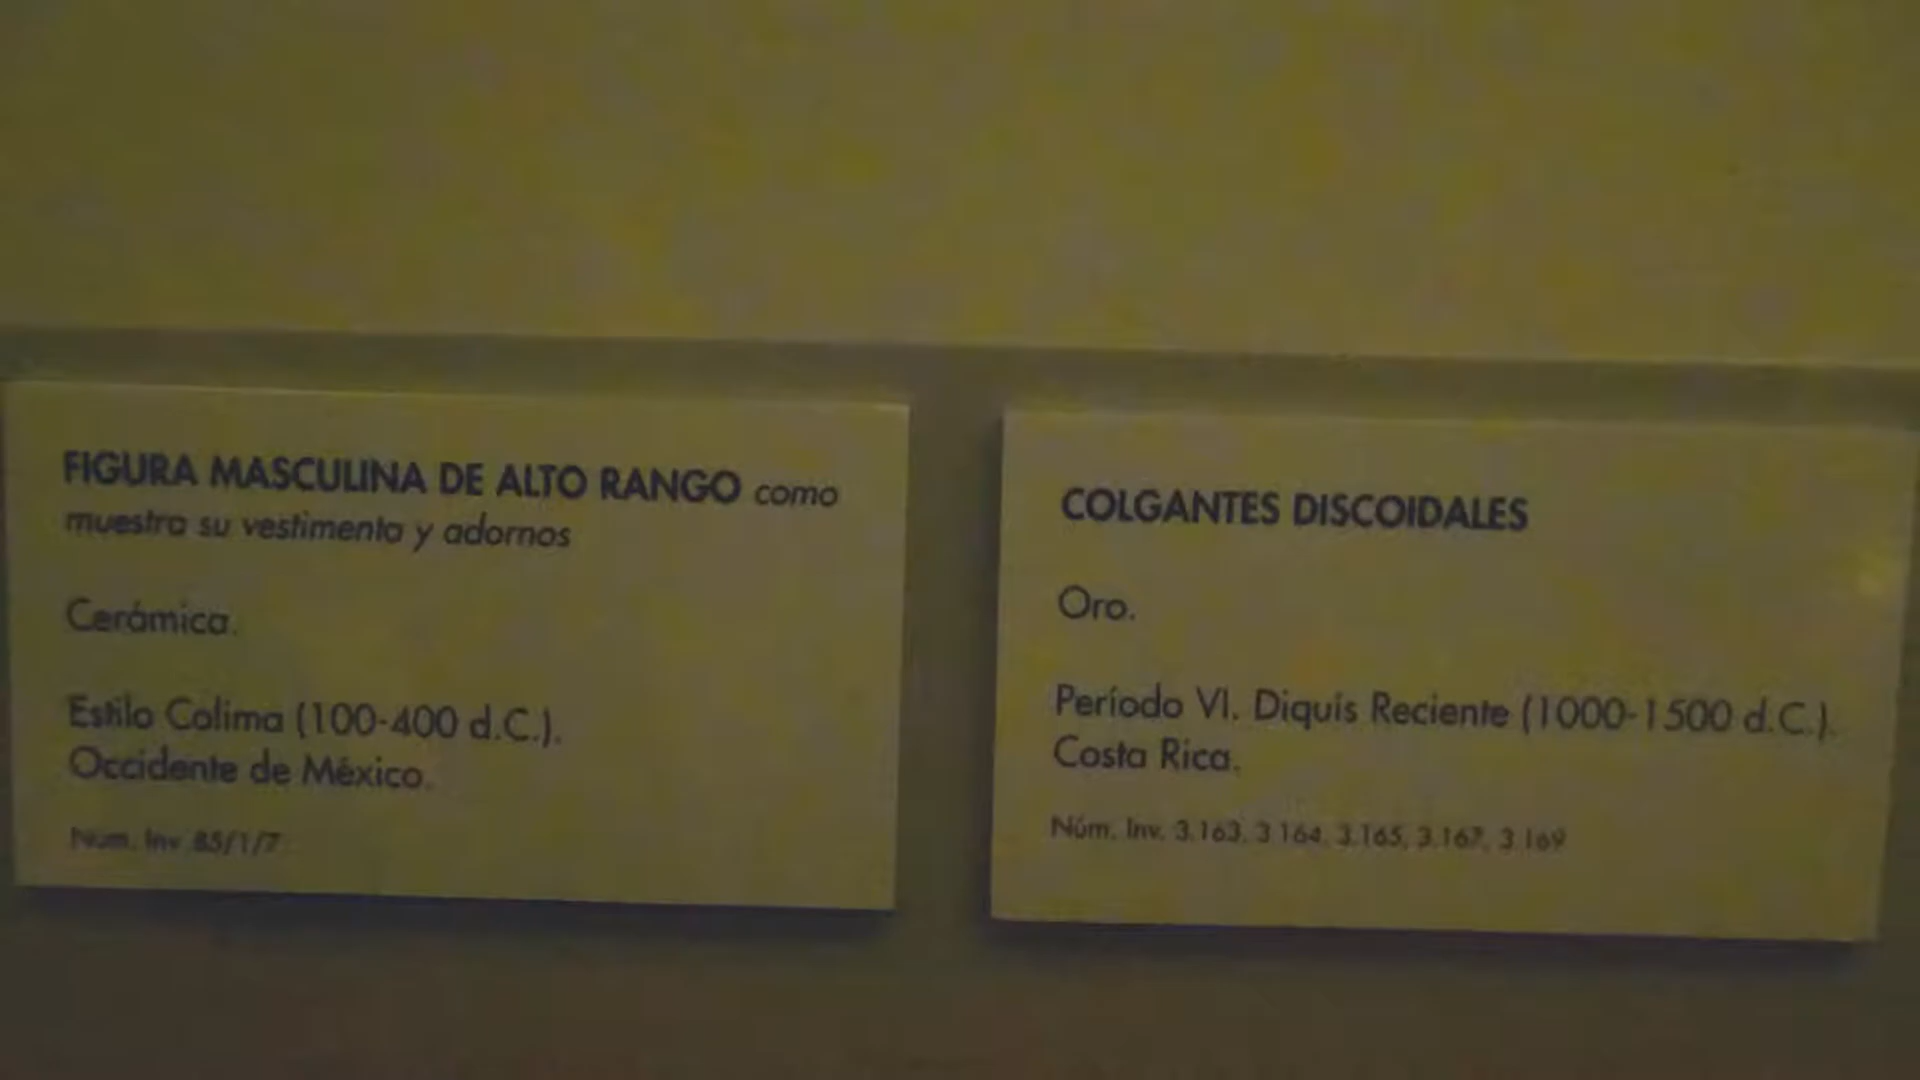 FIGURA MASCULINA DE ALTO RANGO como
muestra su vestimenta y adornos
Cerámica.
Estilo Colima (100-400 d.C.).
Occidente de México.
Núm. Inv. 85/1/7
COLGANTES DISCOIDALES
Oro.
Período VI. Diquís Reciente (1000-1500 d.C.).
Costa Rica.
Núm. Inv. 3.163, 3.164, 3.165, 3.167, 3.169